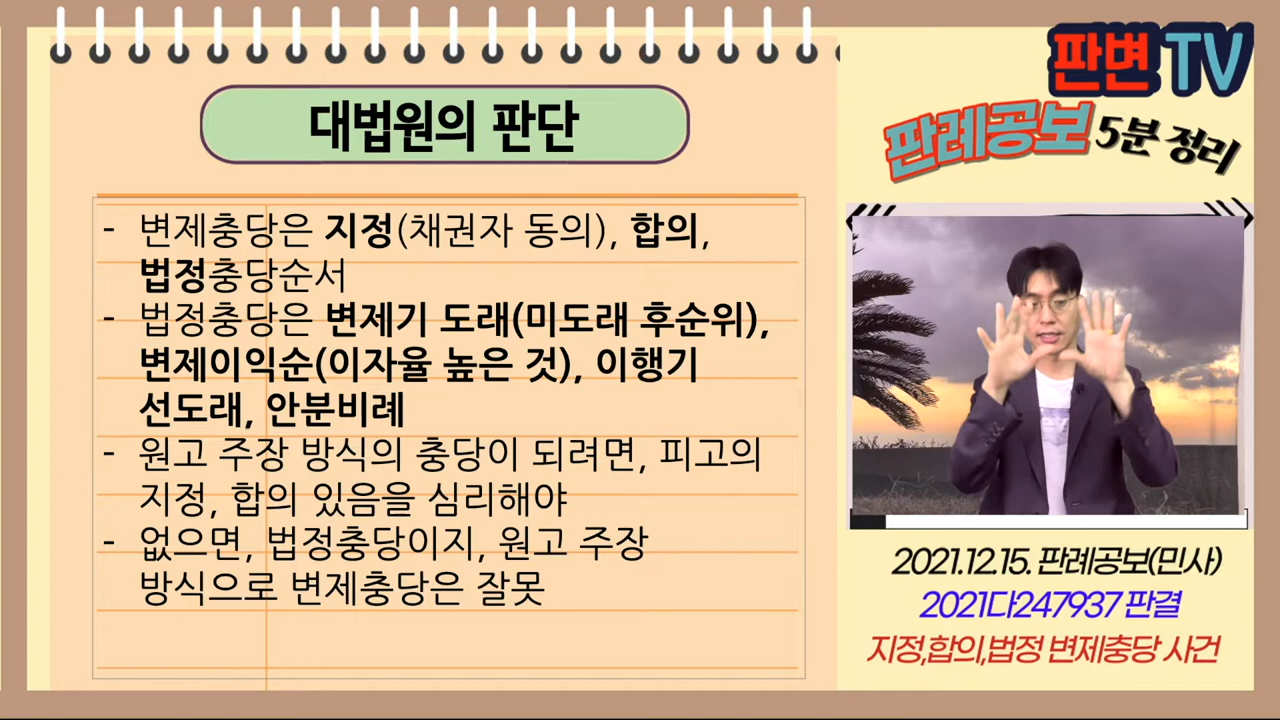 대법원의 판단
- 변제충당은 지정(채권자 동의), 합의,
법정충당순서
- 법정충당은 변제기 도래(미도래 후순위),
변제이익순(이자율 높은 것), 이행기
선도래, 안분비례
- 원고 주장 방식의 충당이 되려면, 피고의
지정, 합의 있음을 심리해야
- 없으면, 법정충당이지, 원고 주장
방식으로 변제충당은 잘못
판변 TV
판례공보 5분 정리
2021.12.15. 판례공보(민사)
2021다247937 판결
지정,합의,법정 변제충당 사건